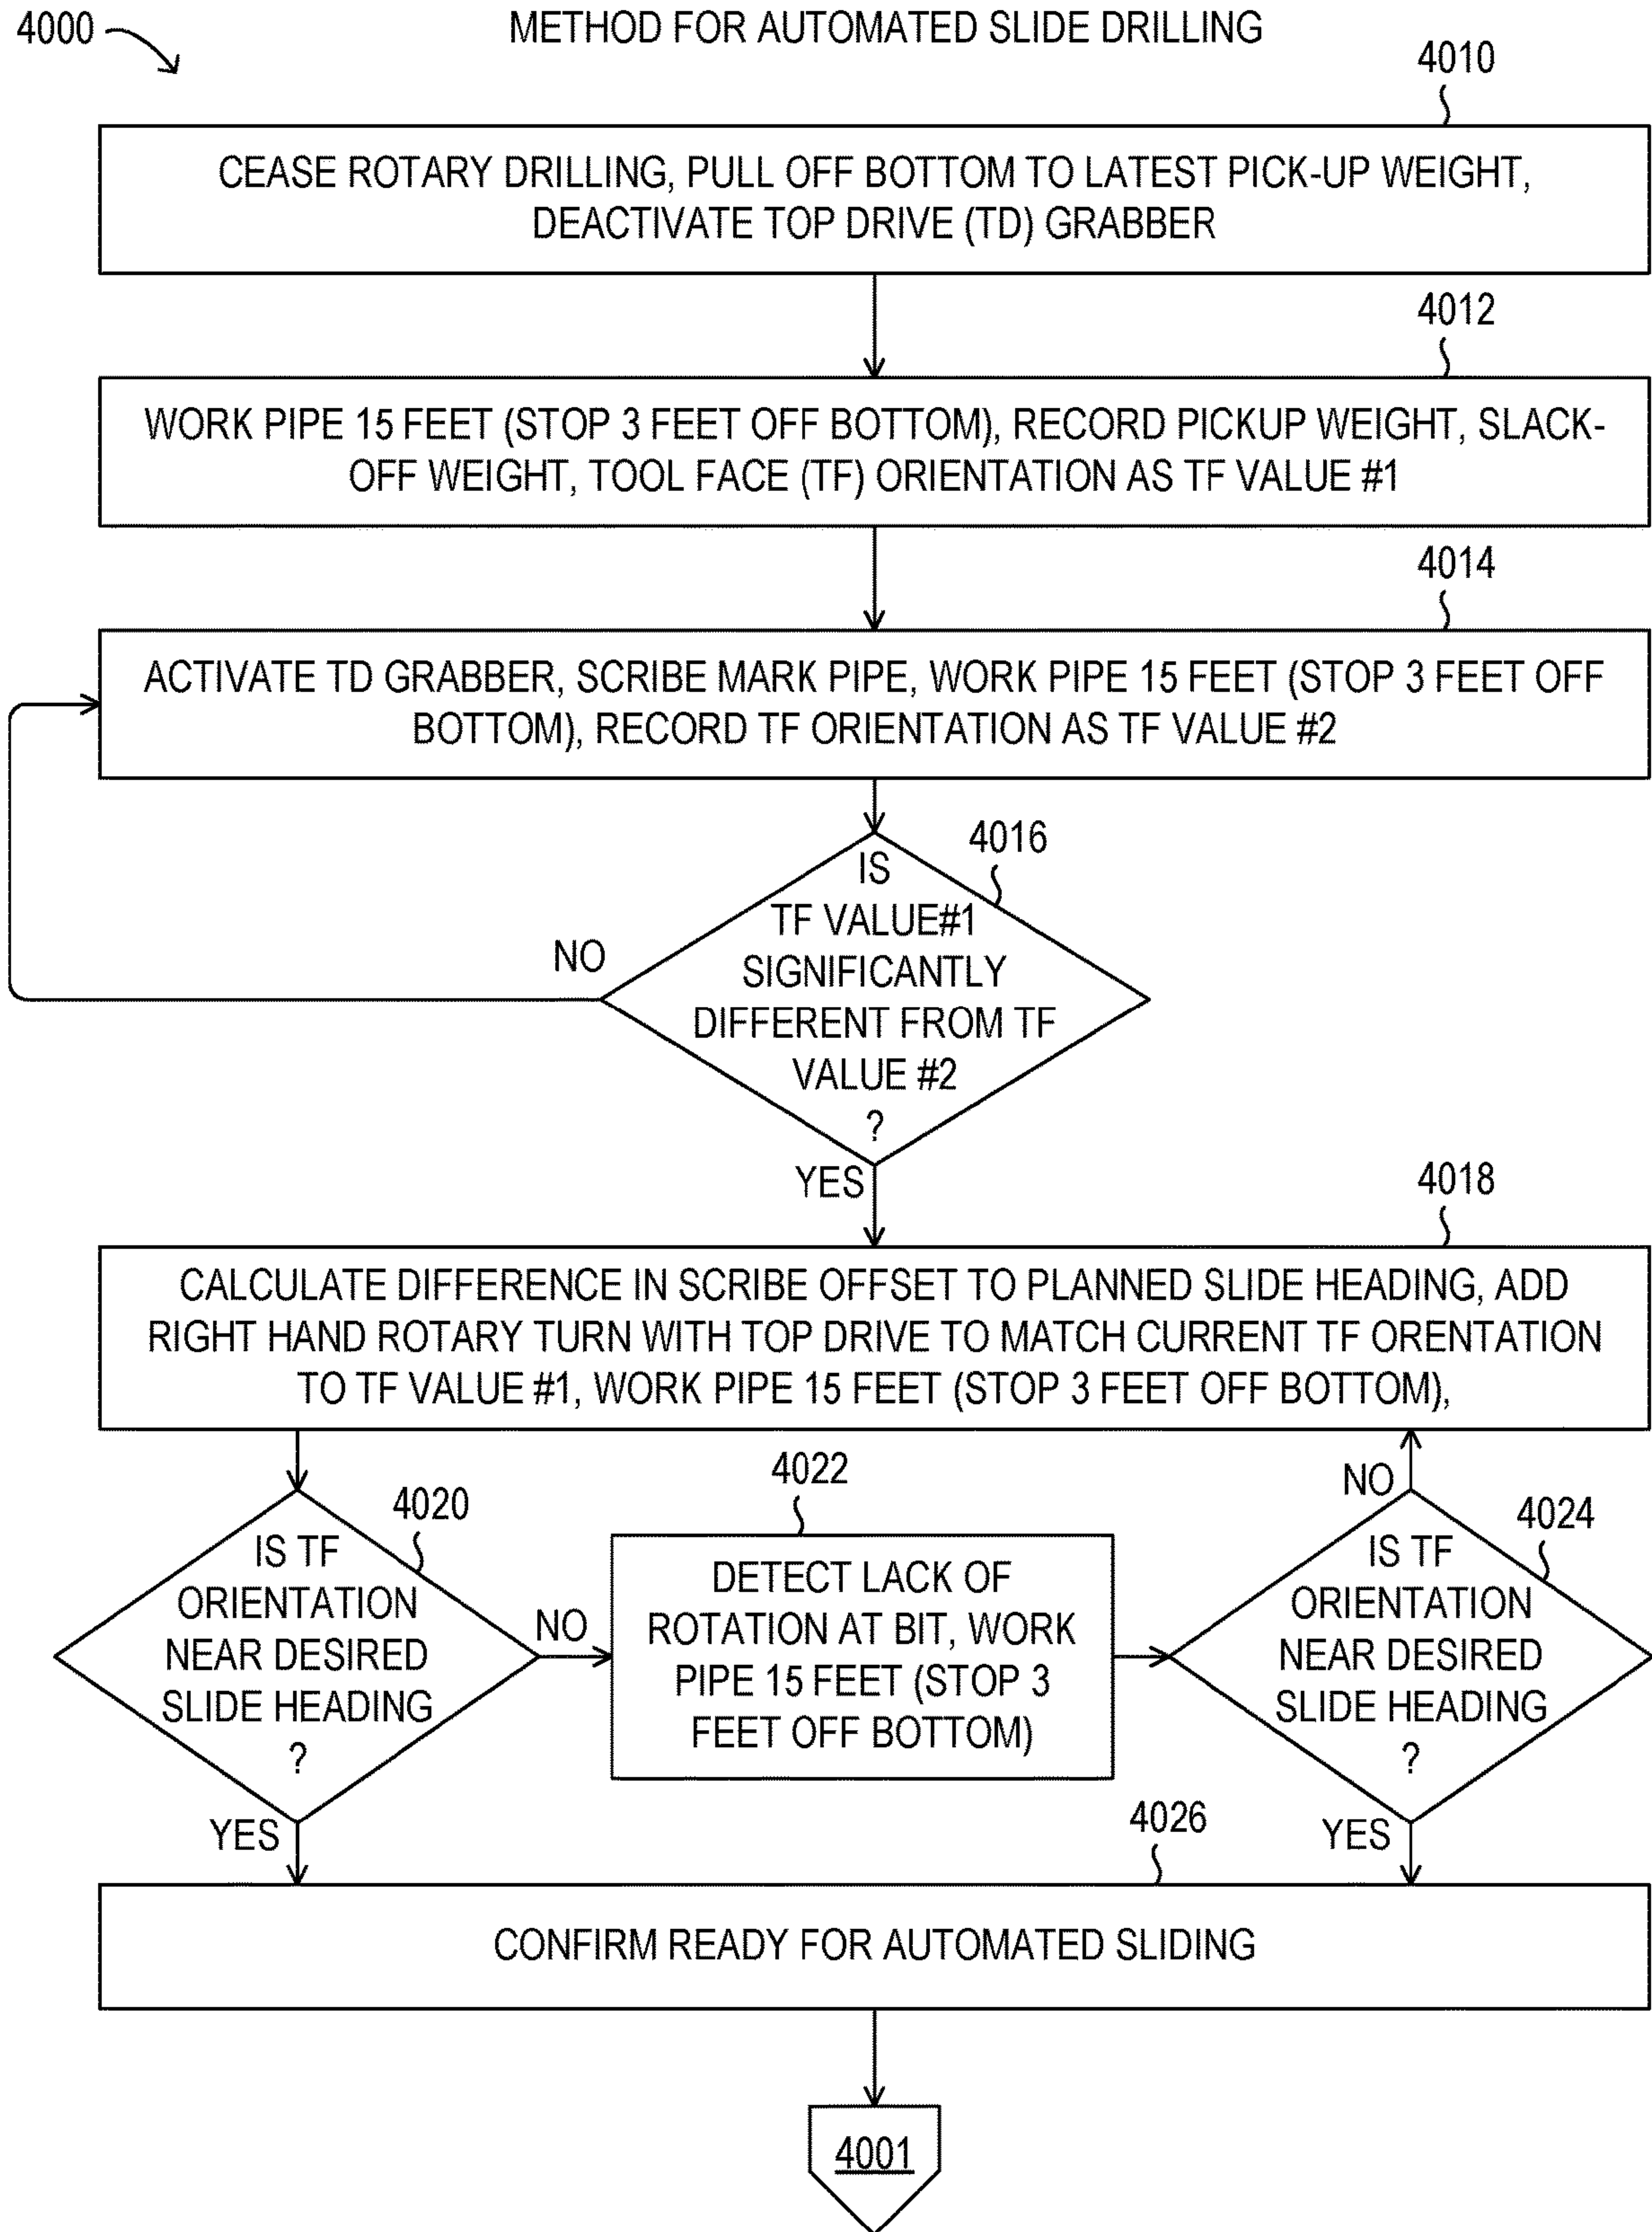 4000
METHOD FOR AUTOMATED SLIDE DRILLING
4010
CEASE ROTARY DRILLING, PULL OFF BOTTOM TO LATEST PICK-UP WEIGHT,
DEACTIVATE TOP DRIVE (TD) GRABBER
4012
WORK PIPE 15 FEET (STOP 3 FEET OFF BOTTOM), RECORD PICKUP WEIGHT, SLACK-
OFF WEIGHT, TOOL FACE (TF) ORIENTATION AS TF VALUE #1
4014
ACTIVATE TD GRABBER, SCRIBE MARK PIPE, WORK PIPE 15 FEET (STOP 3 FEET OFF
BOTTOM), RECORD TF ORIENTATION AS TF VALUE #2
4016
IS
TF VALUE#1
SIGNIFICANTLY
DIFFERENT FROM TF
VALUE #2
?
NO
YES
4018
CALCULATE DIFFERENCE IN SCRIBE OFFSET TO PLANNED SLIDE HEADING, ADD
RIGHT HAND ROTARY TURN WITH TOP DRIVE TO MATCH CURRENT TF ORENTATION
TO TF VALUE #1, WORK PIPE 15 FEET (STOP 3 FEET OFF BOTTOM),
4020
IS TF
ORIENTATION
NEAR DESIRED
SLIDE HEADING
?
NO
YES
4022
DETECT LACK OF
ROTATION AT BIT, WORK
PIPE 15 FEET (STOP 3
FEET OFF BOTTOM)
4024
NO
IS TF
ORIENTATION
NEAR DESIRED
SLIDE HEADING
?
YES
4026
CONFIRM READY FOR AUTOMATED SLIDING
4001